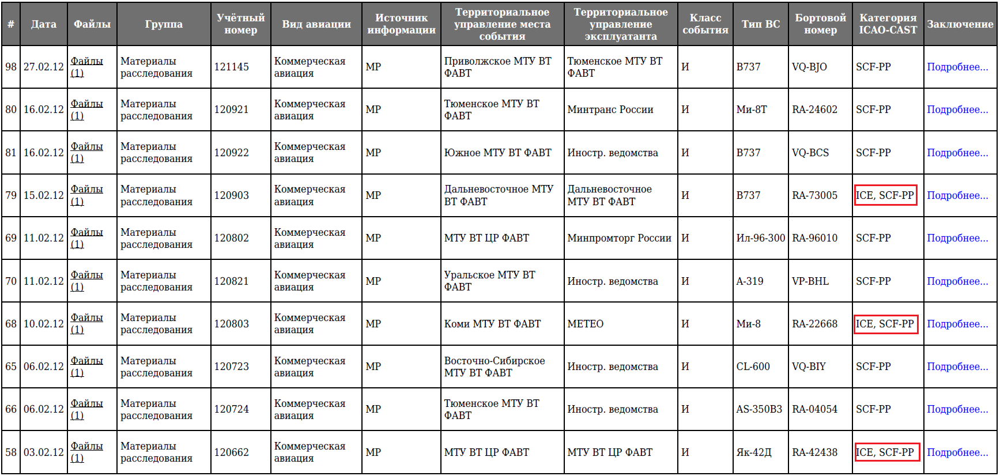 # Дата Файлы Группа Учётный номер Вид авиации Источник информации Территориальное управление места события Территориальное управление эксплуатанта Класс события Тип ВС Бортовой номер Категория ICAO-CAST Заключение
98 27.02.12 Файлы (1) Материалы расследования 121145 Коммерческая авиация МР Приволжское МТУ ВТ ФАВТ Тюменское МТУ ВТ ФАВТ И B737 VQ-BJO SCF-PP Подробнее...
80 16.02.12 Файлы (1) Материалы расследования 120921 Коммерческая авиация МР Тюменское МТУ ВТ ФАВТ Минтранс России И Ми-8Т RA-24602 SCF-PP Подробнее...
81 16.02.12 Файлы (1) Материалы расследования 120922 Коммерческая авиация МР Южное МТУ ВТ ФАВТ Иностр. ведомства И B737 VQ-BCS SCF-PP Подробнее...
79 15.02.12 Файлы (1) Материалы расследования 120903 Коммерческая авиация МР Дальневосточное МТУ ВТ ФАВТ Дальневосточное МТУ ВТ ФАВТ И B737 RA-73005 ICE, SCF-PP Подробнее...
69 11.02.12 Файлы (1) Материалы расследования 120802 Коммерческая авиация МР МТУ ВТ ЦР ФАВТ Минпромторг России И Ил-96-300 RA-96010 SCF-PP Подробнее...
70 11.02.12 Файлы (1) Материалы расследования 120821 Коммерческая авиация МР Уральское МТУ ВТ ФАВТ Иностр. ведомства И A-319 VP-BHL SCF-PP Подробнее...
68 10.02.12 Файлы (1) Материалы расследования 120803 Коммерческая авиация МР Коми МТУ ВТ ФАВТ МЕТЕО И Ми-8 RA-22668 ICE, SCF-PP Подробнее...
65 06.02.12 Файлы (1) Материалы расследования 120723 Коммерческая авиация МР Восточно-Сибирское МТУ ВТ ФАВТ Иностр. ведомства И CL-600 VQ-BIY SCF-PP Подробнее...
66 06.02.12 Файлы (1) Материалы расследования 120724 Коммерческая авиация МР Тюменское МТУ ВТ ФАВТ Иностр. ведомства И AS-350B3 RA-04054 SCF-PP Подробнее...
58 03.02.12 Файлы (1) Материалы расследования 120662 Коммерческая авиация МР МТУ ВТ ЦР ФАВТ МТУ ВТ ЦР ФАВТ И Як-42Д RA-42438 ICE, SCF-PP Подробнее...